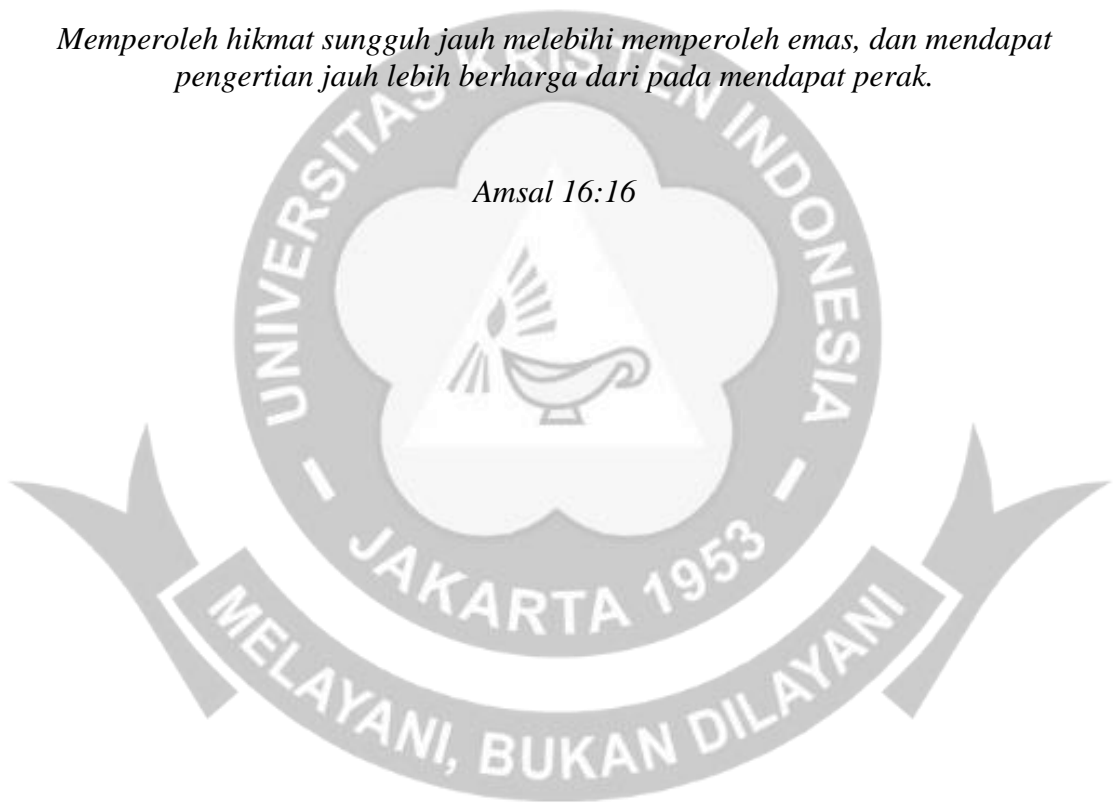 Memperoleh hikmat sungguh jauh melebihi memperoleh emas, dan mendapat
pengertian jauh lebih berharga dari pada mendapat perak.
Amsal 16:16
UNIVERSITAS KRISTEN INDONESIA
- JAKARTA 1953 -
MELAYANI, BUKAN DILAYANI